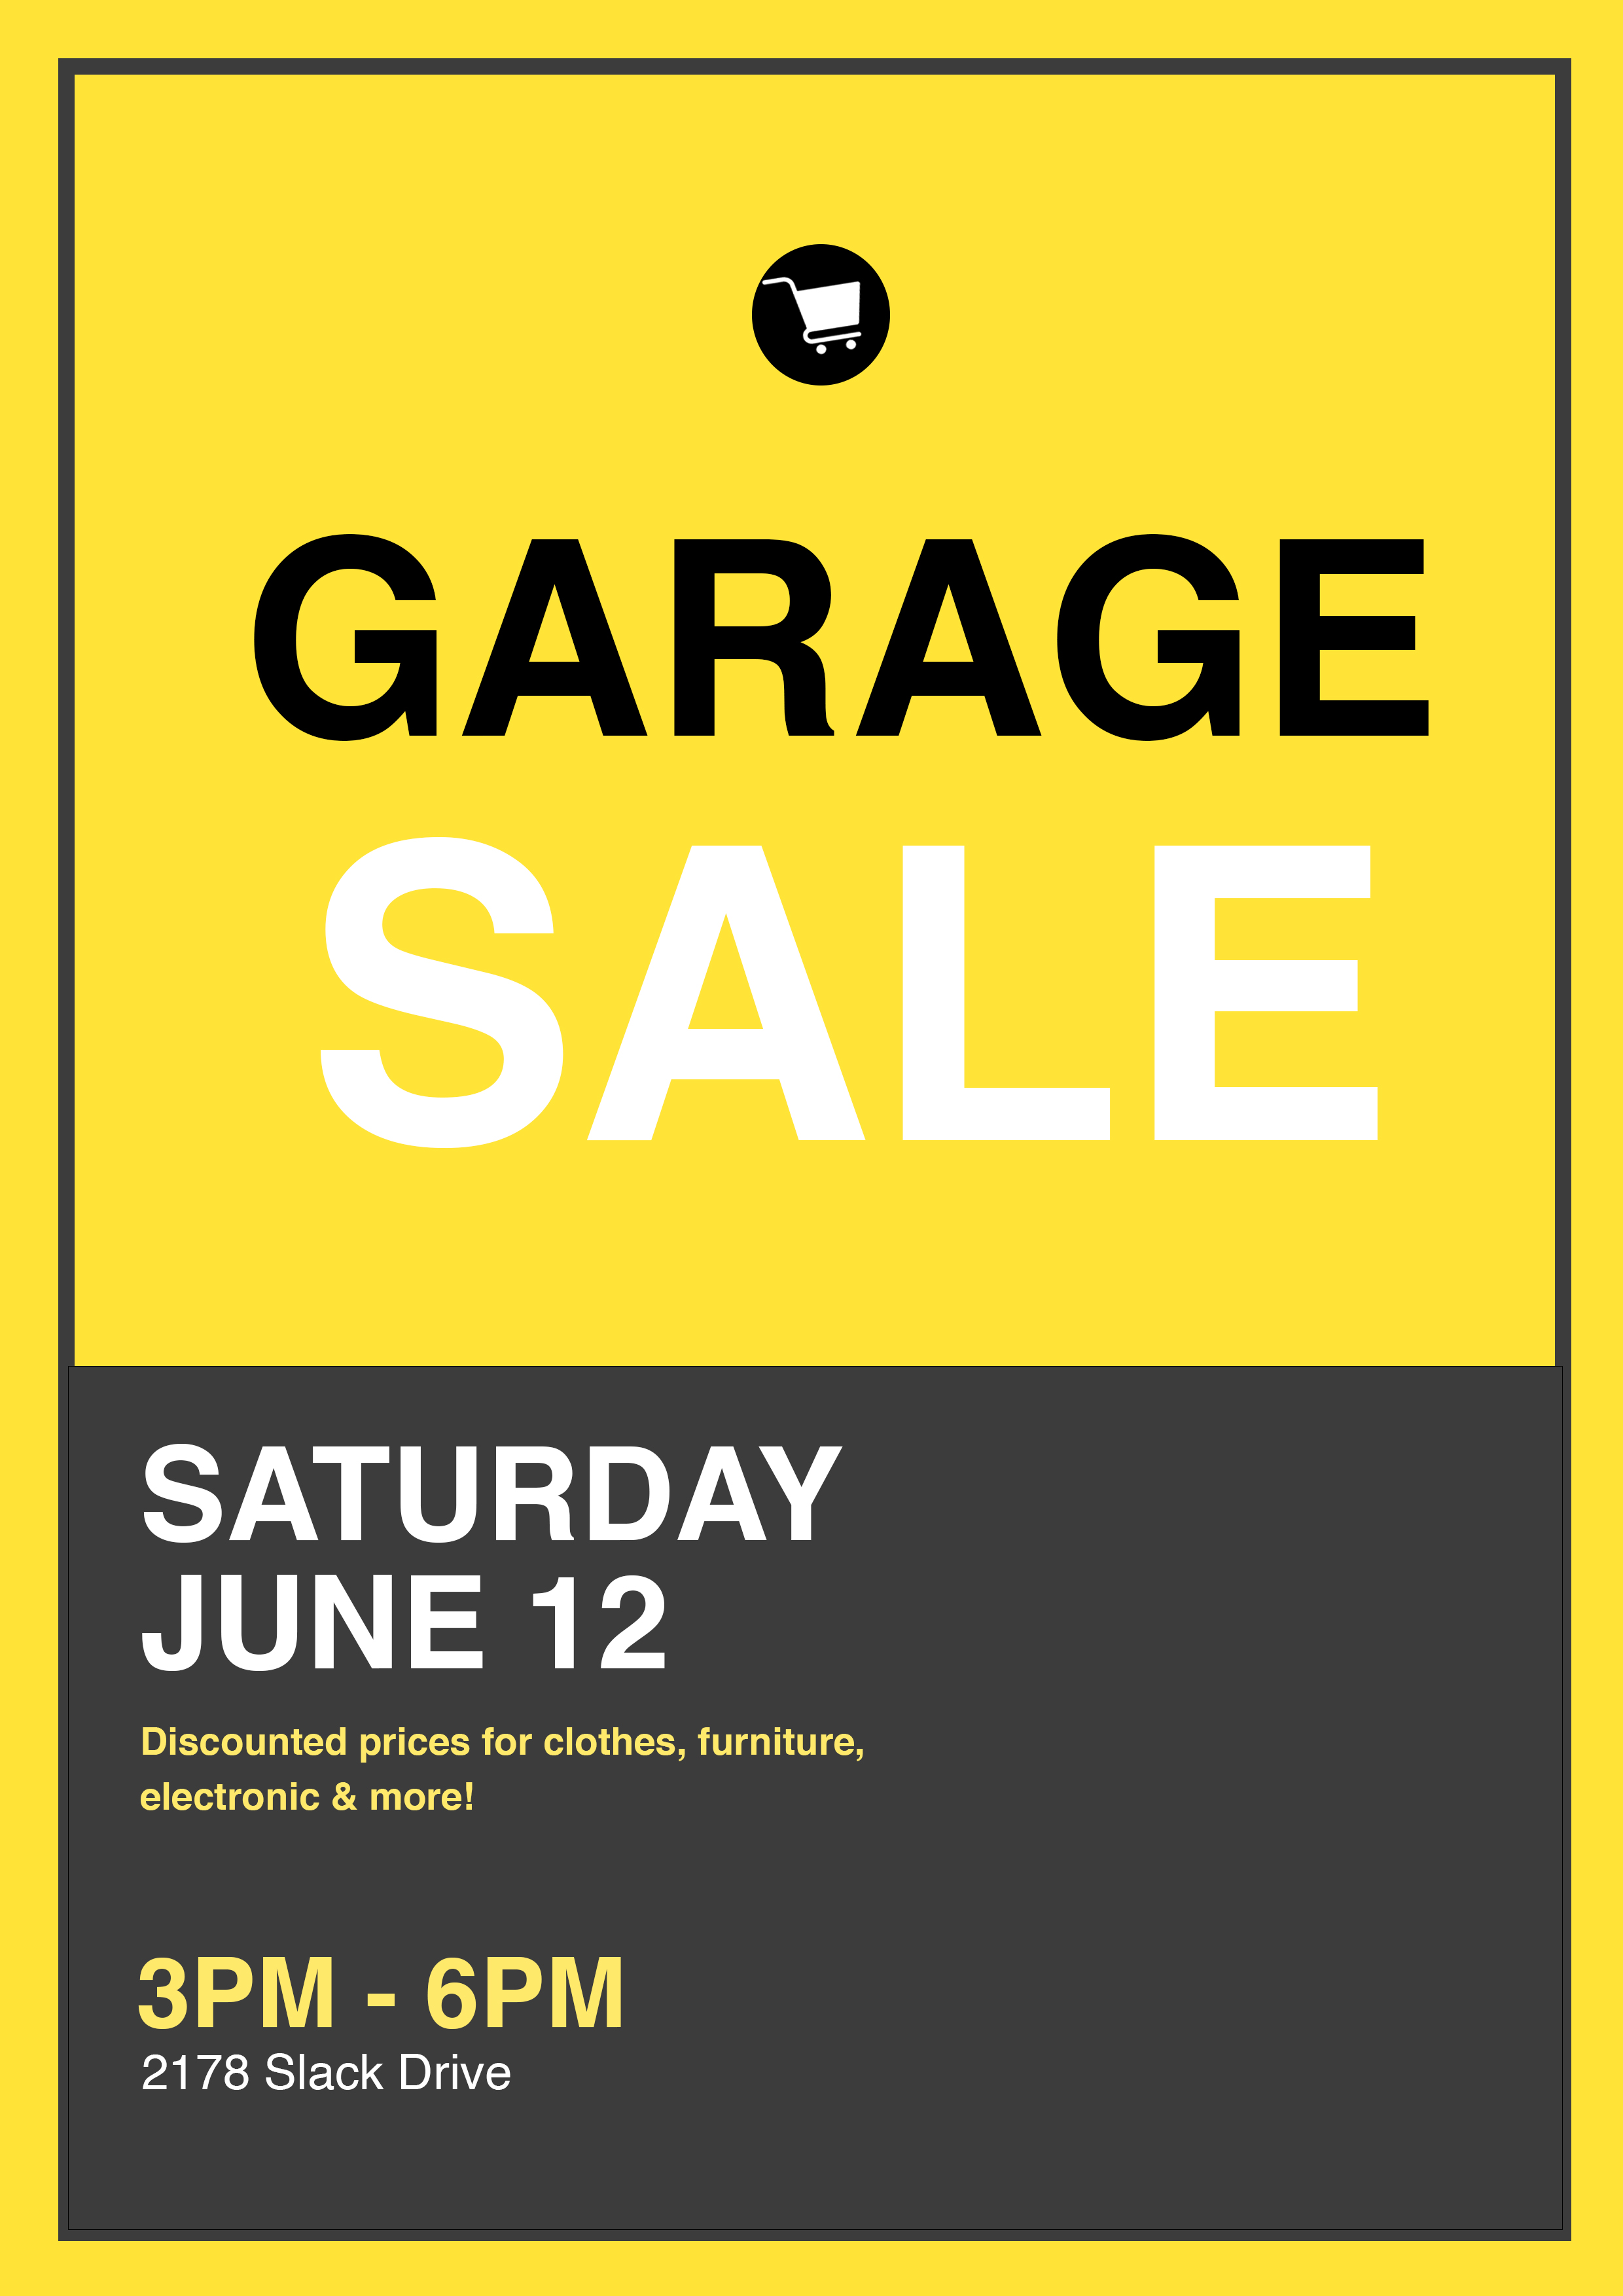 GARAGE
SALE
SATURDAY
JUNE 12
Discounted prices for clothes, furniture,
electronic & more!
3PM - 6PM
2178 Slack Drive